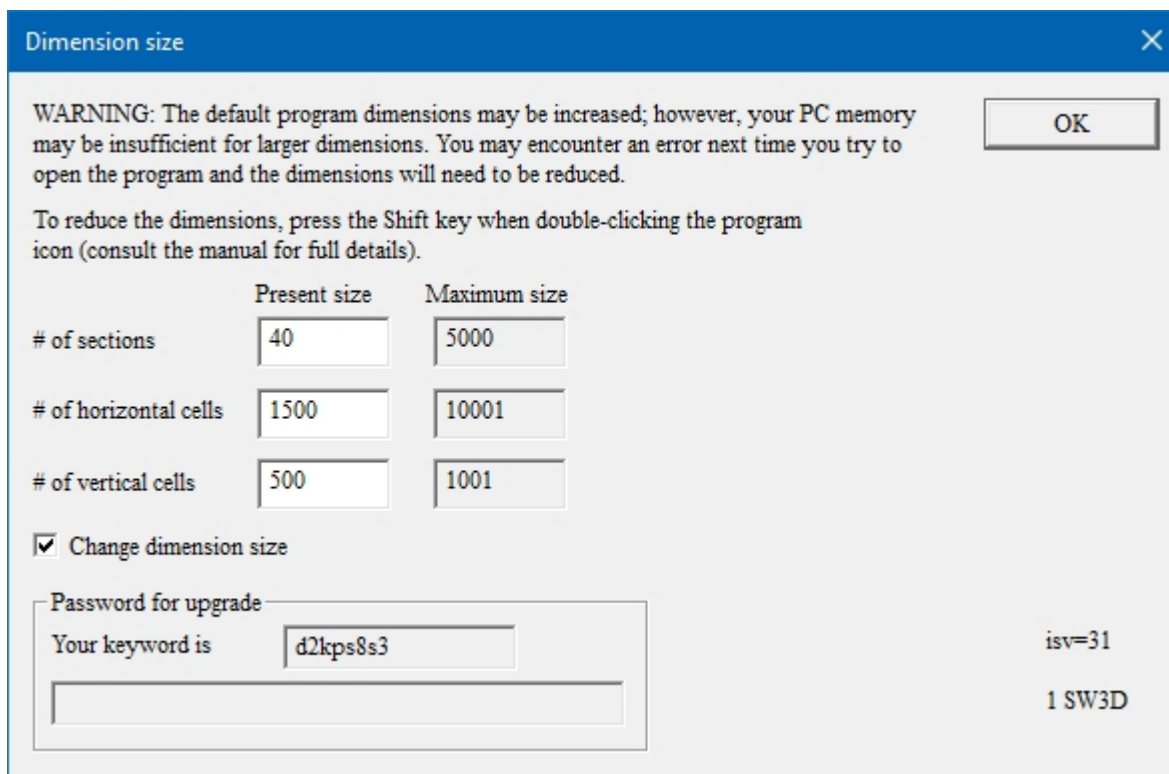 Dimension size
WARNING: The default program dimensions may be increased; however, your PC memory
may be insufficient for larger dimensions. You may encounter an error next time you try to
open the program and the dimensions will need to be reduced.
OK
To reduce the dimensions, press the Shift key when double-clicking the program
icon (consult the manual for full details).
Present size Maximum size
# of sections 40 5000
# of horizontal cells 1500 10001
# of vertical cells 500 1001
Change dimension size
Password for upgrade
Your keyword is d2kps8s3
isv=31
1 SW3D